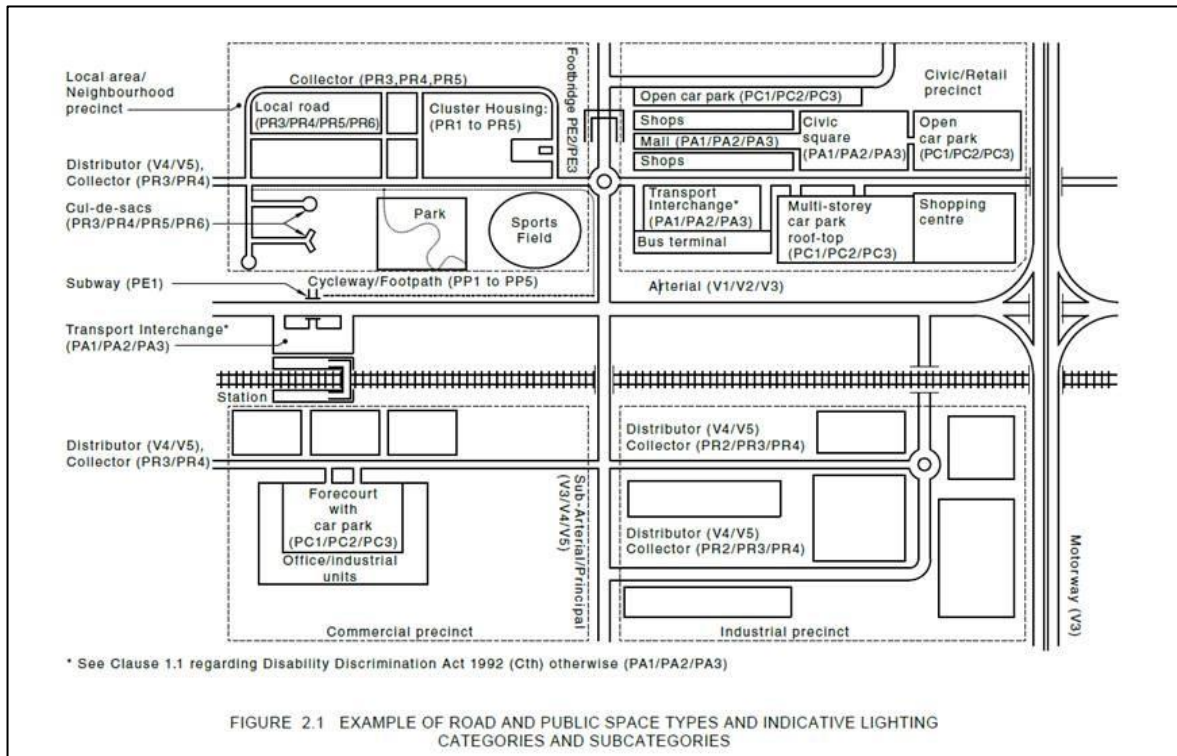 Local area/
Neighbourhood
precinct
Collector (PR3,PR4,PR5)
Local road
(PR3/PR4/PR5/PR6)
Cluster Housing:
(PR1 to PR5)
Footbridge PE2/PE3
Civic/Retail
precinct
Open car park (PC1/PC2/PC3)
Shops
Mall (PA1/PA2/PA3)
Shops
Civic
square
(PA1/PA2/PA3)
Open
car park
(PC1/PC2/PC3)
Distributor (V4/V5),
Collector (PR3/PR4)
Cul-de-sacs
(PR3/PR4/PR5/PR6)
Park
Sports
Field
Transport
Interchange*
(PA1/PA2/PA3)
Bus terminal
Multi-storey
car park
roof-top
(PC1/PC2/PC3)
Shopping
centre
Subway (PE1)
Cycleway/Footpath (PP1 to PP5)
Arterial (V1/V2/V3)
Transport Interchange*
(PA1/PA2/PA3)
Station
Distributor (V4/V5),
Collector (PR3/PR4)
Distributor (V4/V5)
Collector (PR2/PR3/PR4)
Forecourt
with
car park
(PC1/PC2/PC3)
Office/industrial
units
Sub-Arterial/Principal
(V3/V4/V5)
Distributor (V4/V5)
Collector (PR2/PR3/PR4)
Motorway (V3)
Commercial precinct
Industrial precinct
* See Clause 1.1 regarding Disability Discrimination Act 1992 (Cth) otherwise (PA1/PA2/PA3)
FIGURE 2.1 EXAMPLE OF ROAD AND PUBLIC SPACE TYPES AND INDICATIVE LIGHTING
CATEGORIES AND SUBCATEGORIES